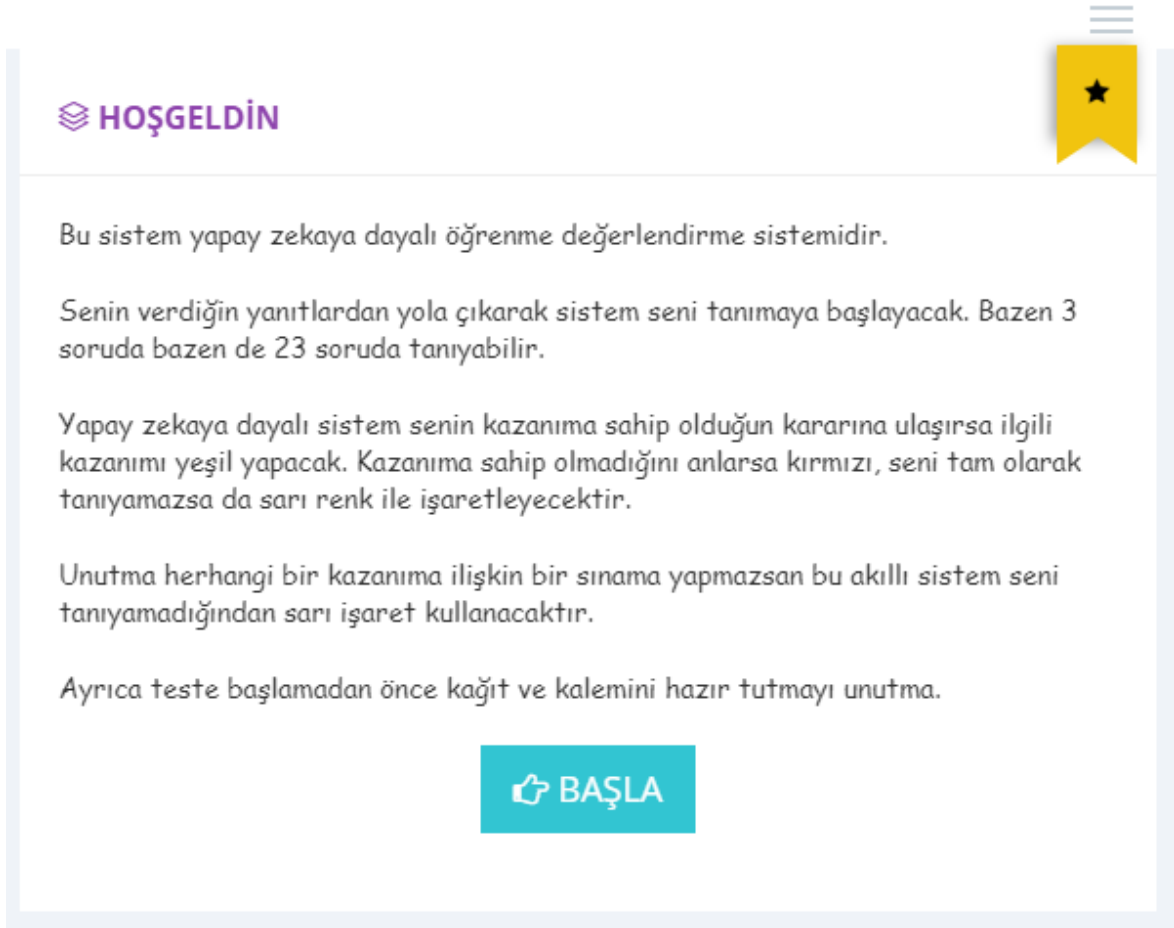 HOŞGELDİN
Bu sistem yapay zekaya dayalı öğrenme değerlendirme sistemidir.
Senin verdiğin yanıtlardan yola çıkarak sistem seni tanımaya başlayacak. Bazen 3
soruda bazen de 23 soruda tanıyabilir.
Yapay zekaya dayalı sistem senin kazanıma sahip olduğun kararına ulaşırsa ilgili
kazanımı yeşil yapacak. Kazanıma sahip olmadığını anlarsa kırmızı, seni tam olarak
tanıyamazsa da sarı renk ile işaretleyecektir.
Unutma herhangi bir kazanıma ilişkin bir sınama yapmazsan bu akıllı sistem seni
tanıyamadığından sarı işaret kullanacaktır.
Ayrıca teste başlamadan önce kağıt ve kalemini hazır tutmayı unutma.
BAŞLA